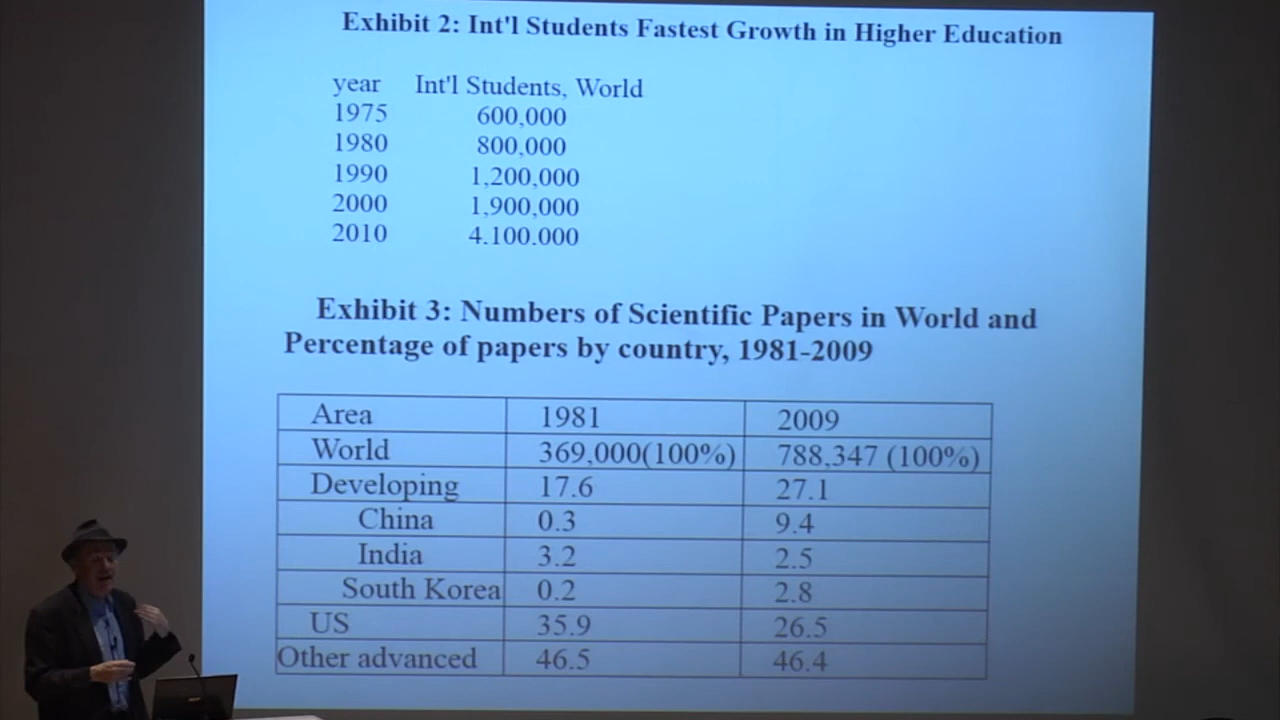 Exhibit 2: Int'l Students Fastest Growth in Higher Education
year Int'l Students, World
1975 600,000
1980 800,000
1990 1,200,000
2000 1,900,000
2010 4.100.000
Exhibit 3: Numbers of Scientific Papers in World and
Percentage of papers by country, 1981-2009
Area 1981 2009
World 369,000(100%) 788,347 (100%)
Developing 17.6 27.1
China 0.3 9.4
India 3.2 2.5
South Korea 0.2 2.8
US 35.9 26.5
Other advanced 46.5 46.4